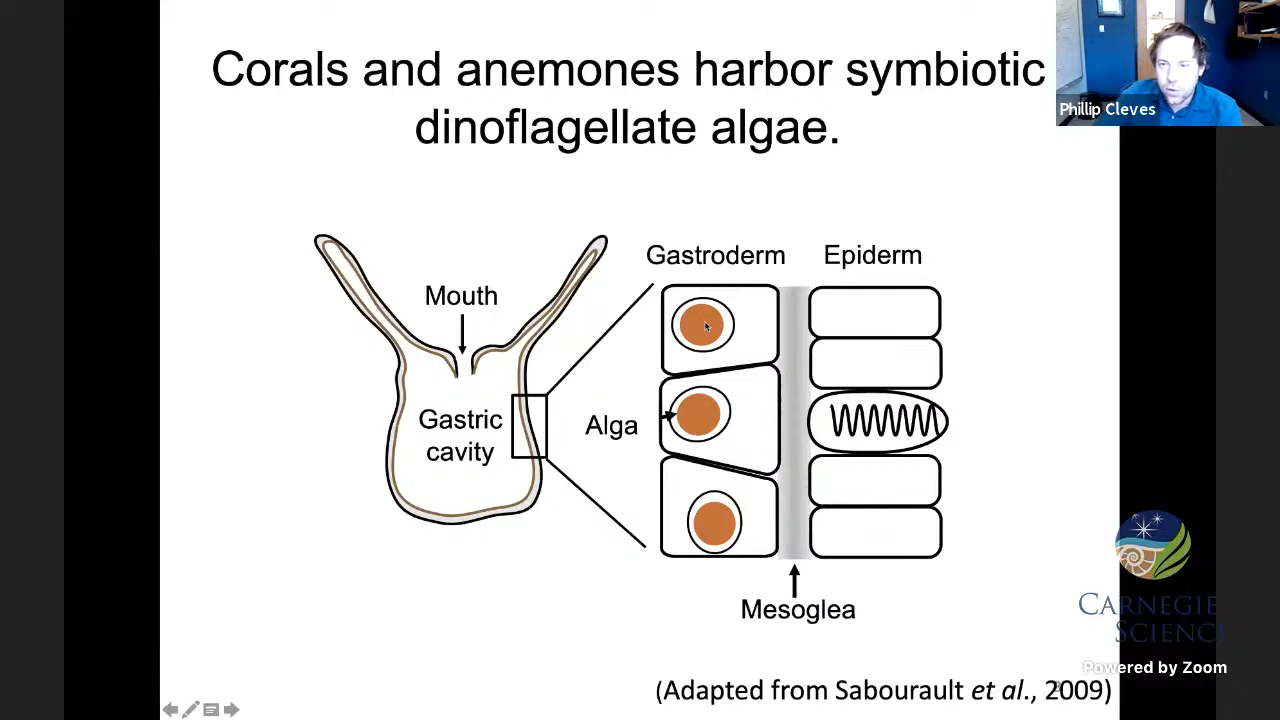 Corals and anemones harbor symbiotic
dinoflagellate algae.
Phillip Cleves
Gastroderm
Epiderm
Mouth
Gastric
cavity
Alga
Mesoglea
CARNEGIE
SCIENC
Powered by Zoom
(Adapted from Sabourault et al., 2009)